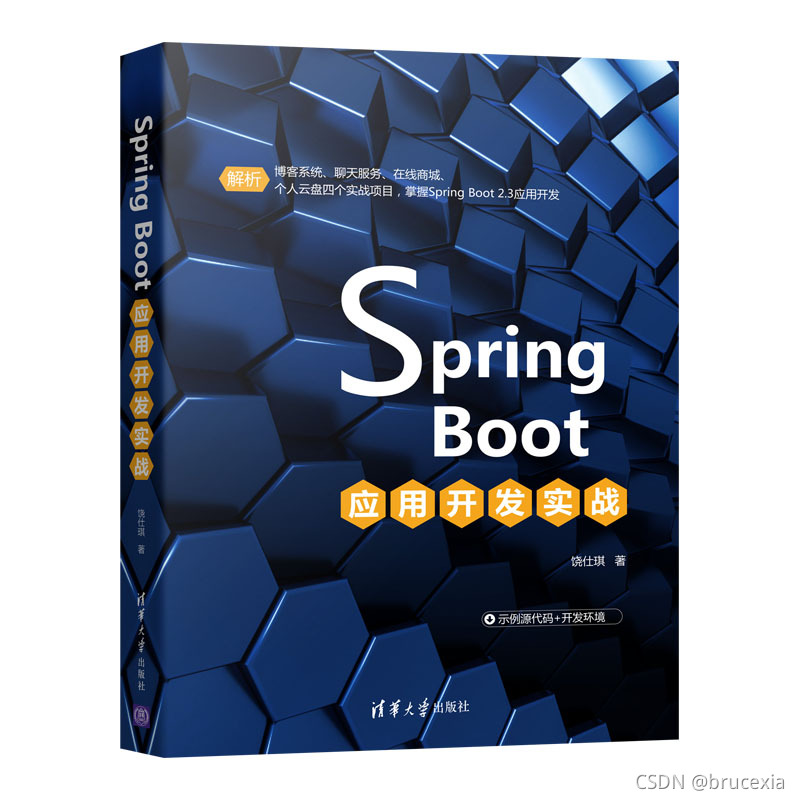 Spring Boot
应用开发实战
饶仕琪 著
清华大学出版社
解析
博客系统、聊天服务、在线商城、
个人云盘四个实战项目，掌握Spring Boot 2.3应用开发
Spring
Boot
应用开发实战
饶仕琪 著
示例源代码+开发环境
清华大学出版社
CSDN @brucexia